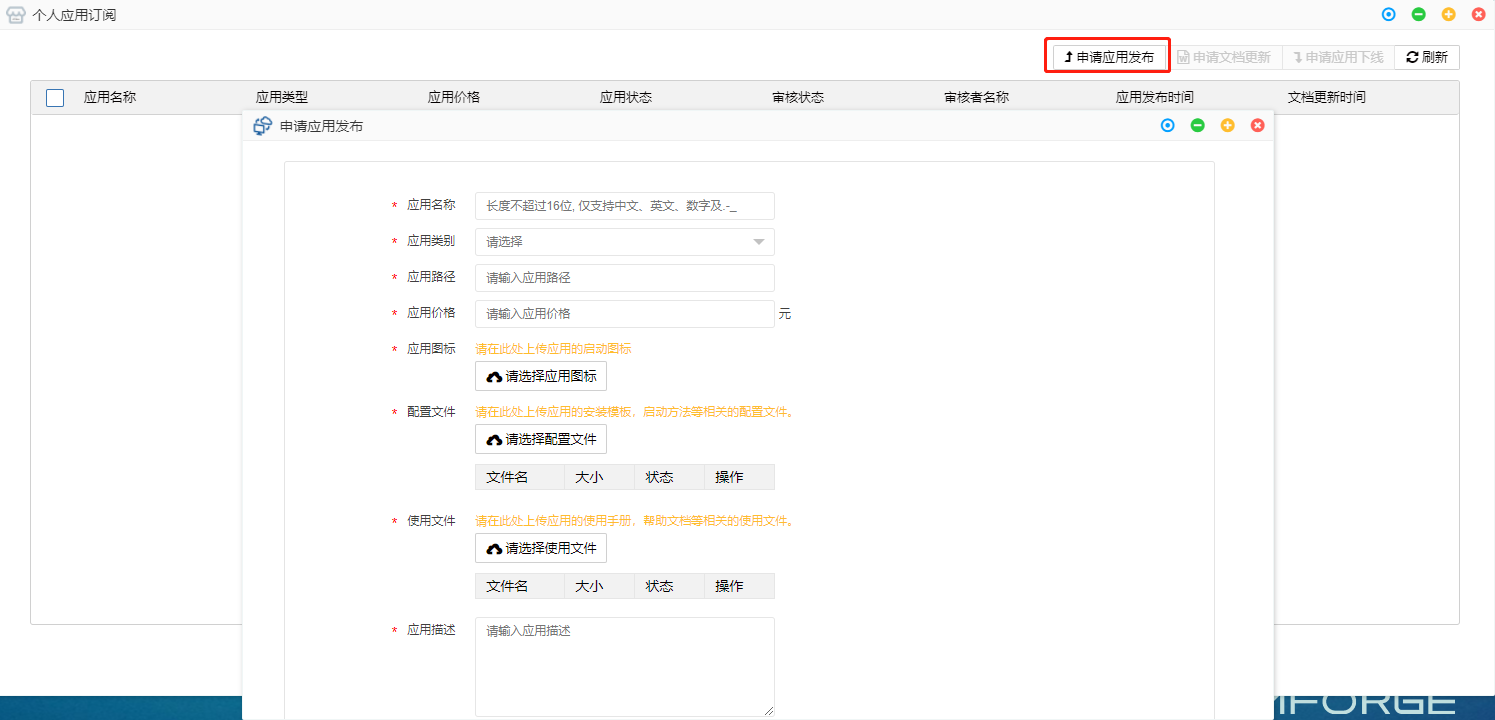 个人应用订阅
申请应用发布 申请文档更新 申请应用下线 刷新
应用名称 应用类型 应用价格 应用状态 审核状态 审核者名称 应用发布时间 文档更新时间
申请应用发布
* 应用名称 长度不超过16位, 仅支持中文、英文、数字及.-_
* 应用类别 请选择
* 应用路径 请输入应用路径
* 应用价格 请输入应用价格 元
* 应用图标 请在此处上传应用的启动图标
请选择应用图标
* 配置文件 请在此处上传应用的安装模板，启动方法等相关的配置文件。
请选择配置文件
文件名 大小 状态 操作
* 使用文件 请在此处上传应用的使用手册，帮助文档等相关的使用文件。
请选择使用文件
文件名 大小 状态 操作
* 应用描述 请输入应用描述
FORGE